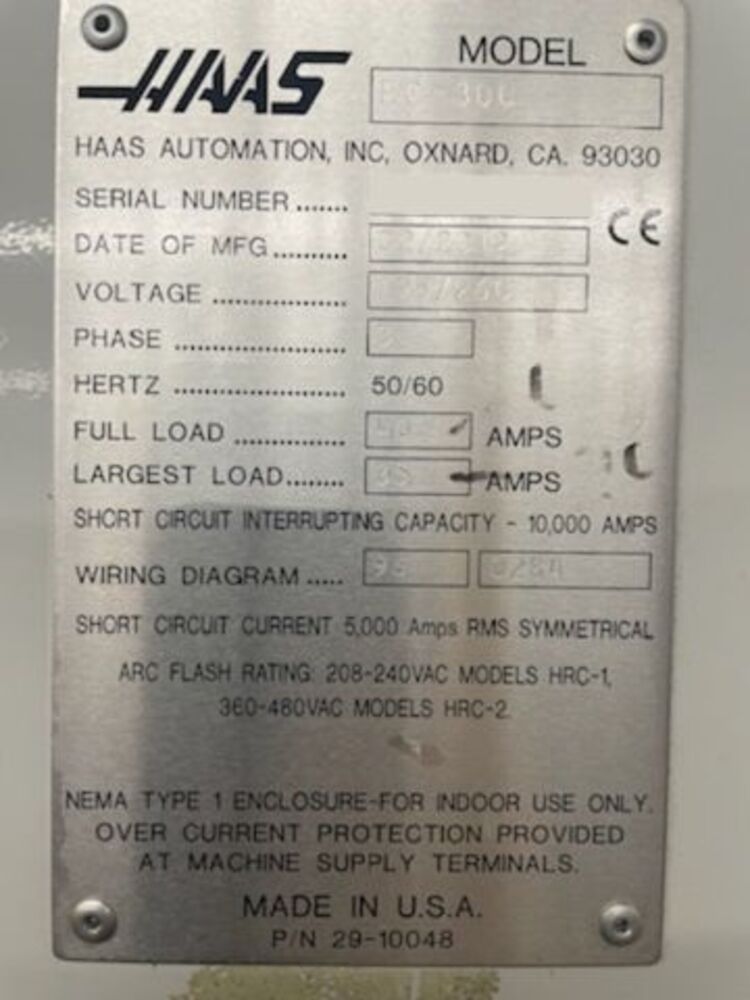 HAAS
MODEL
HAAS AUTOMATION, INC, OXNARD, CA. 93030
SERIAL NUMBER .......
CE
DATE OF MFG..........
VOLTAGE ..................
PHASE .......................
HERTZ ....................... 50/60
FULL LOAD ............... AMPS
LARGEST LOAD........ AMPS
SHORT CIRCUIT INTERRUPTING CAPACITY - 10,000 AMPS
WIRING DIAGRAM .....
SHORT CIRCUIT CURRENT 5,000 Amps RMS SYMMETRICAL
ARC FLASH RATING: 208-240VAC MODELS HRC-1,
360-480VAC MODELS HRC-2.
NEMA TYPE 1 ENCLOSURE-FOR INDOOR USE ONLY.
OVER CURRENT PROTECTION PROVIDED
AT MACHINE SUPPLY TERMINALS.
MADE IN U.S.A.
P/N 29-10048